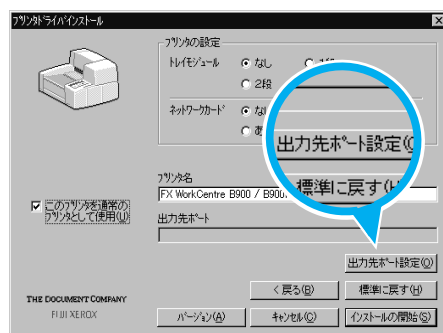 プリンタドライバインストール
プリンタの設定
トレイモジュール
なし
2段
ネットワークカード
出力先ポート設定(O
標準に戻す(H
プリンタ名
FX WorkCentre B900 / B900
このプリンタを通常の
プリンタとして使用(U)
出力先ポート
出力先ポート設定(O)
THE DOCUMENT COMPANY
FUJI XEROX
< 戻る(B)
標準に戻す(H)
バージョン(A)
キャンセル(C)
インストールの開始(S)